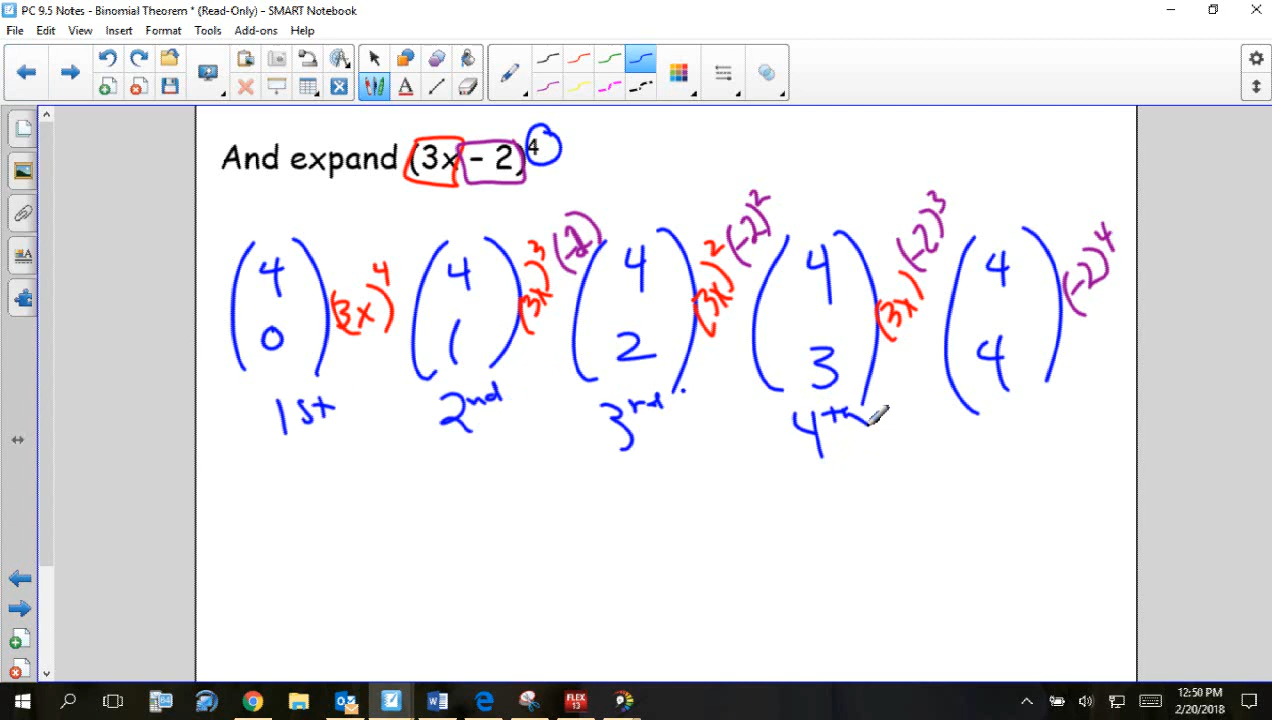 PC 9.5 Notes - Binomial Theorem * (Read-Only) - SMART Notebook
File Edit View Insert Format Tools Add-ons Help
And expand (3x - 2)⁴
(4 0) (3x)⁴ (4 1) (3x)³ (-2) (4 2) (3x)² (-2)² (4 3) (3x) (-2)³ (4 4) (-2)⁴
1st 2nd 3rd 4th
FLEX 13
12:50 PM
2/20/2018